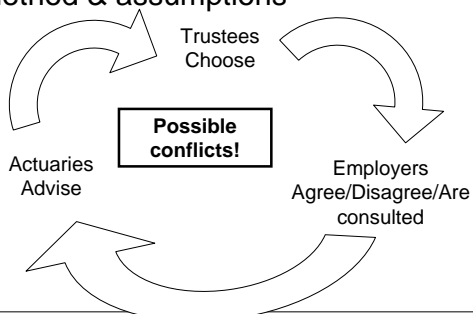 method & assumptions
Trustees
Choose
Possible
conflicts!
Actuaries
Advise
Employers
Agree/Disagree/Are
consulted